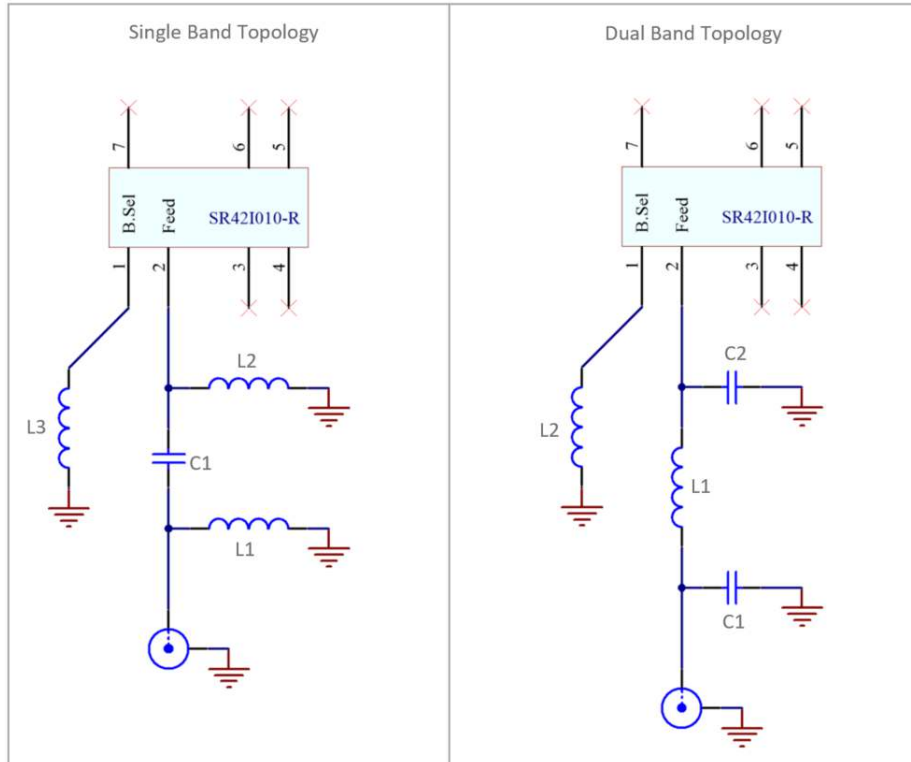 Single Band Topology
7
6
5
B.Sel
Feed
SR42I010-R
1
2
3
4
L2
L3
C1
L1
Dual Band Topology
7
6
5
B.Sel
Feed
SR42I010-R
1
2
3
4
C2
L2
L1
C1